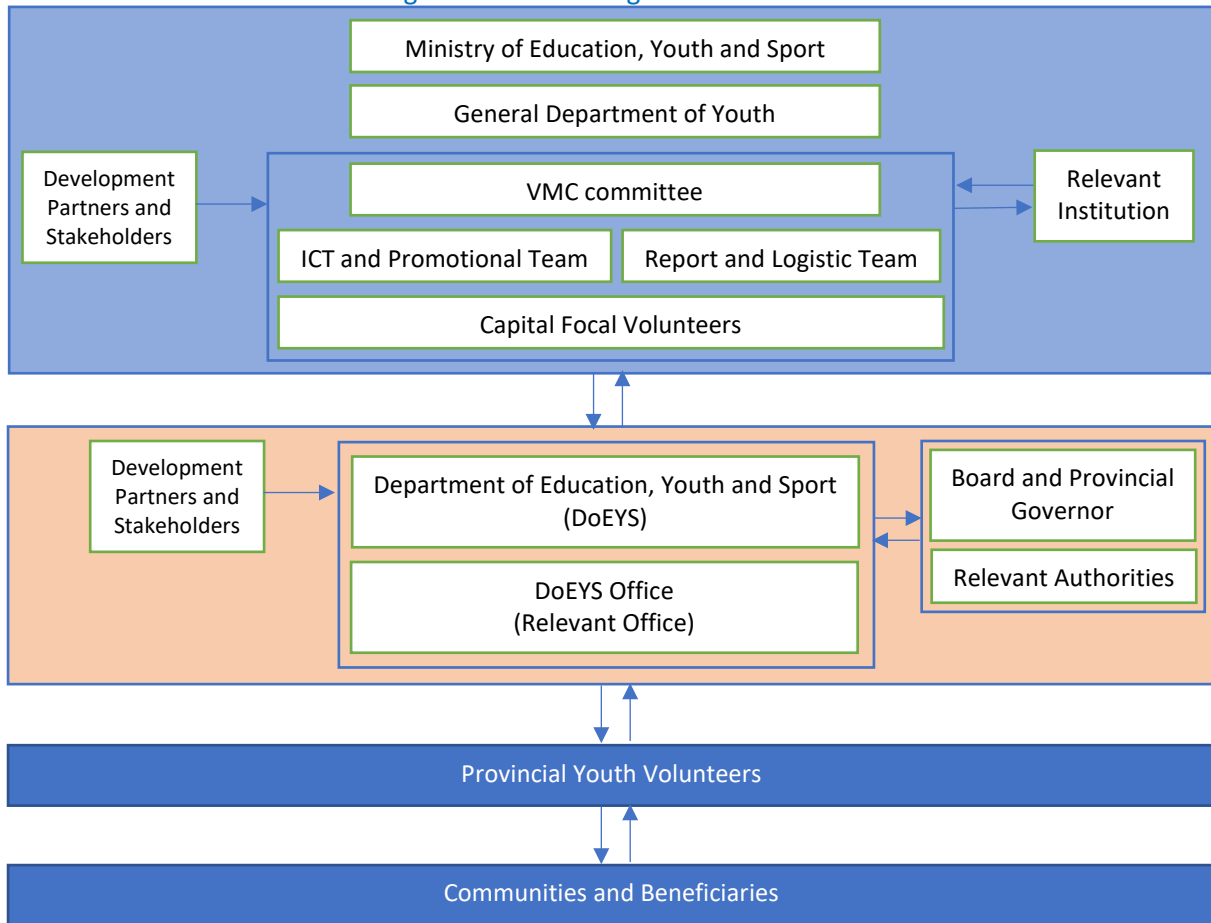 Ministry of Education, Youth and Sport
General Department of Youth
Development
Partners and
Stakeholders
VMC committee
Relevant
Institution
ICT and Promotional Team
Report and Logistic Team
Capital Focal Volunteers
Development
Partners and
Stakeholders
Department of Education, Youth and Sport
(DoEYS)
Board and Provincial
Governor
DoEYS Office
(Relevant Office)
Relevant Authorities
Provincial Youth Volunteers
Communities and Beneficiaries